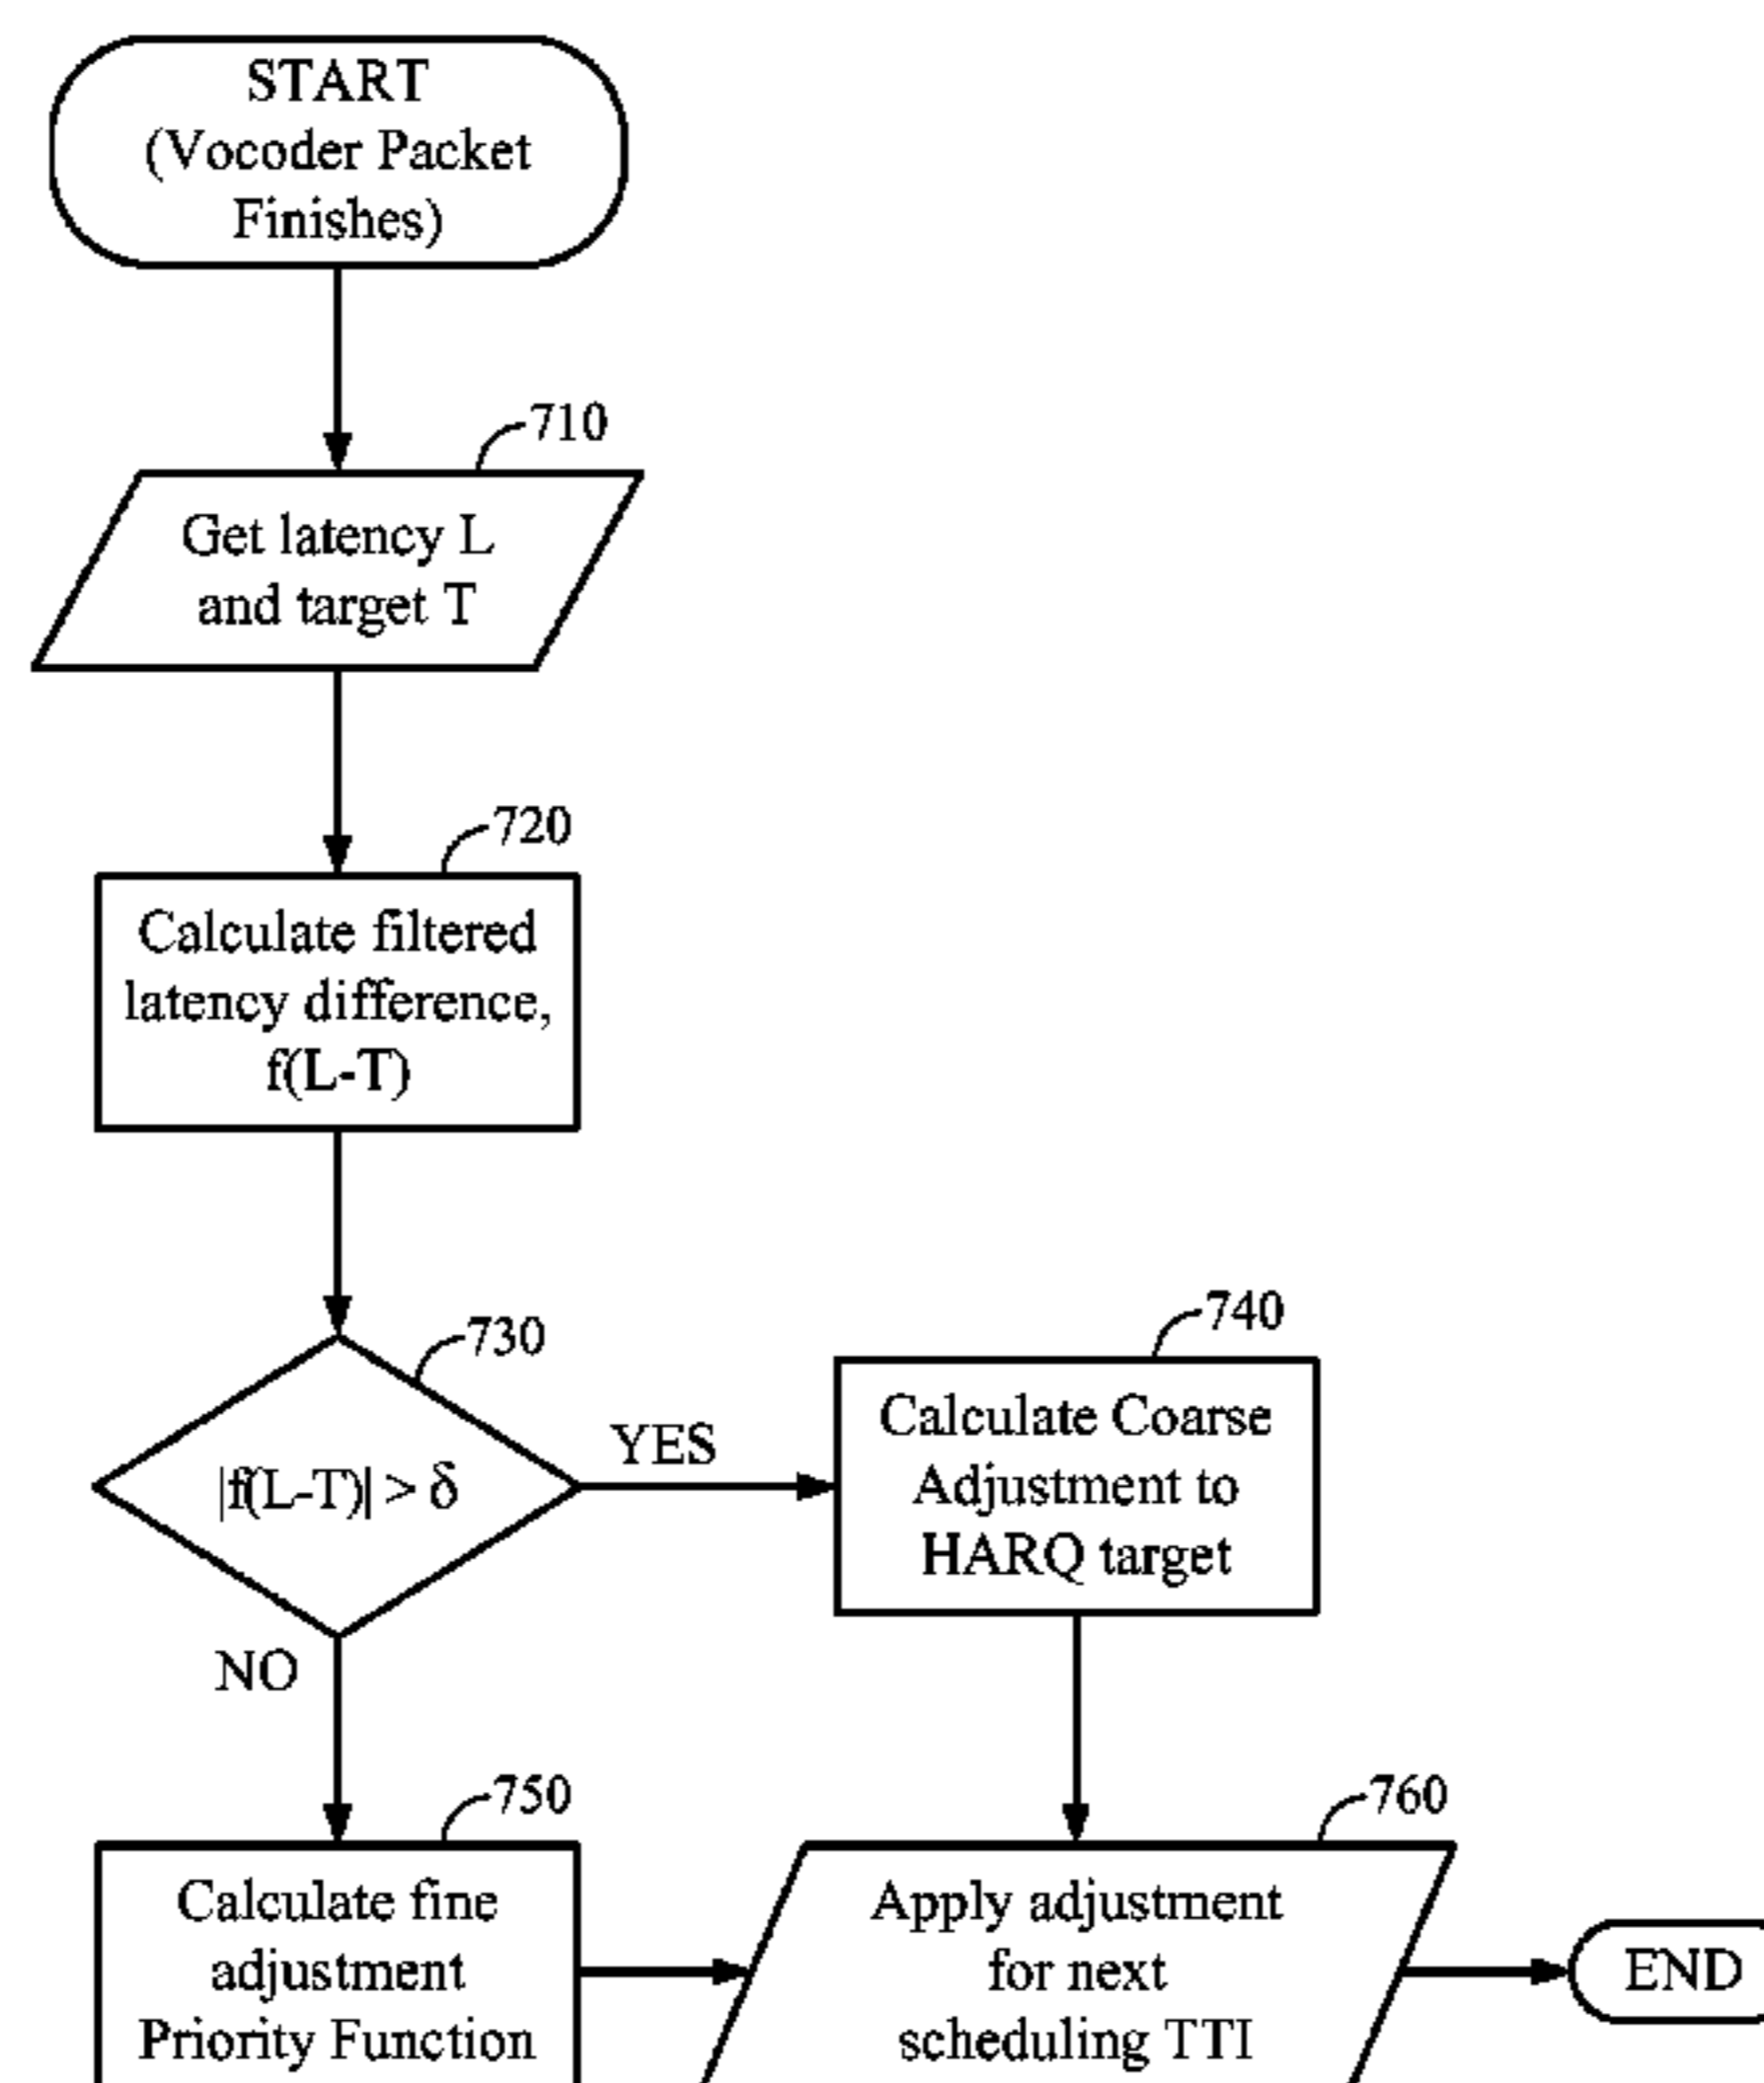 START
(Vocoder Packet
Finishes)
710
Get latency L
and target T
720
Calculate filtered
latency difference,
f(L-T)
730
|f(L-T)| > δ
YES
NO
740
Calculate Coarse
Adjustment to
HARQ target
750
Calculate fine
adjustment
Priority Function
760
Apply adjustment
for next
scheduling TTI
END